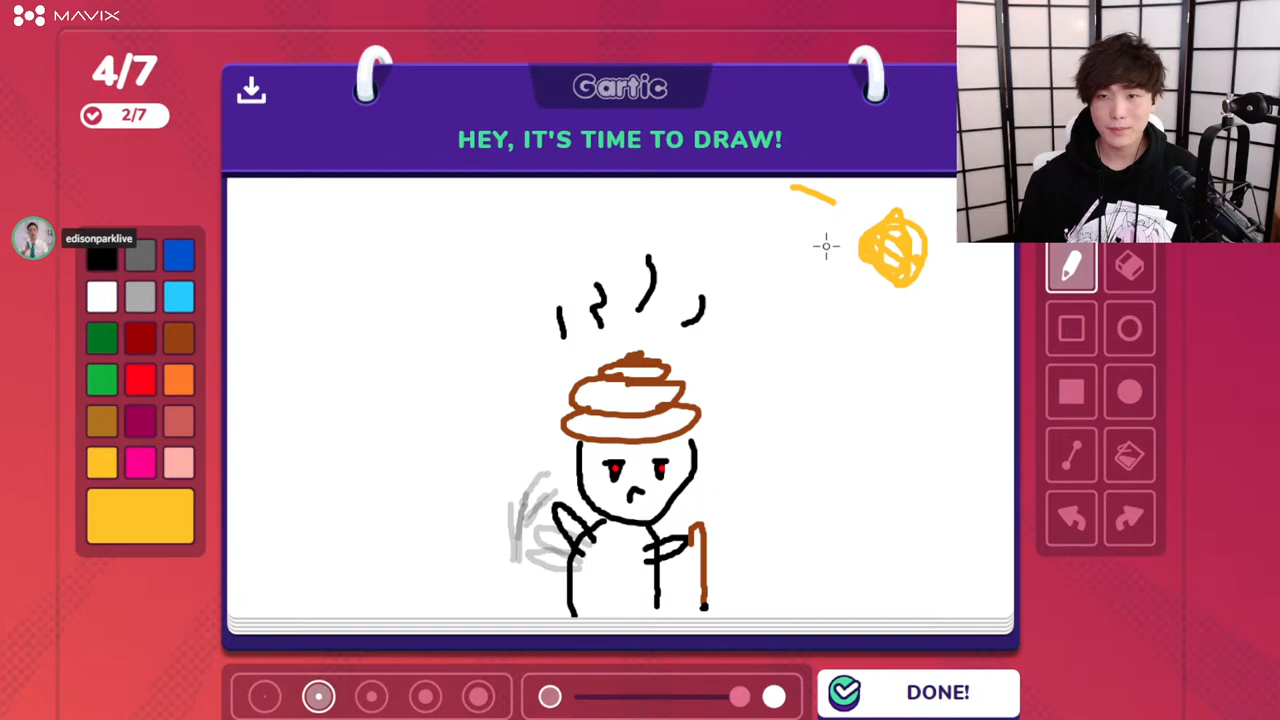 MAVIX
4/7
2/7
Gartic
HEY, IT'S TIME TO DRAW!
edisonparklive
DONE!